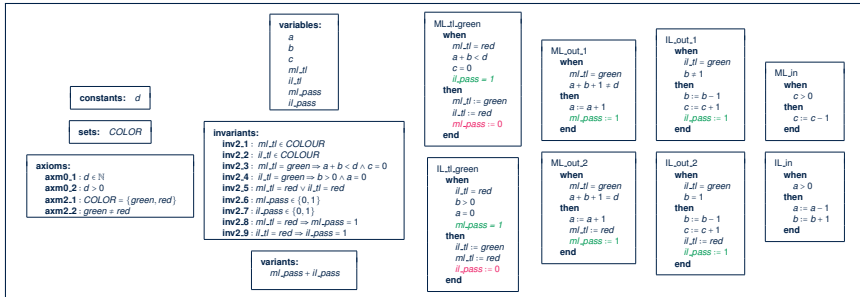 constants: d
sets: COLOR
axioms:
axm0_1 : d ∈ ℕ
axm0_2 : d > 0
axm2.1 : COLOR = {green, red}
axm2.2 : green ≠ red
variables:
a
b
c
ml_tl
il_tl
ml_pass
il_pass
invariants:
inv2_1 : ml_tl ∈ COLOUR
inv2_2 : il_tl ∈ COLOUR
inv2_3 : ml_tl = green ⇒ a + b < d ∧ c = 0
inv2_4 : il_tl = green ⇒ b > 0 ∧ a = 0
inv2_5 : ml_tl = red ∨ il_tl = red
inv2_6 : ml_pass ∈ {0, 1}
inv2_7 : il_pass ∈ {0, 1}
inv2_8 : ml_tl = red ⇒ ml_pass = 1
inv2_9 : il_tl = red ⇒ il_pass = 1
variants:
ml_pass + il_pass
ML_tl_green
when
ml_tl = red
a + b < d
c = 0
il_pass = 1
then
ml_tl := green
il_tl := red
ml_pass := 0
end
IL_tl_green
when
il_tl = red
b > 0
a = 0
ml_pass = 1
then
il_tl := green
ml_tl := red
il_pass := 0
end
ML_out_1
when
ml_tl = green
a + b + 1 ≠ d
then
a := a + 1
ml_pass := 1
end
ML_out_2
when
ml_tl = green
a + b + 1 = d
then
a := a + 1
ml_tl := red
ml_pass := 1
end
IL_out_1
when
il_tl = green
b ≠ 1
then
b := b − 1
c := c + 1
il_pass := 1
end
IL_out_2
when
il_tl = green
b = 1
then
b := b − 1
c := c + 1
il_tl := red
il_pass := 1
end
ML_in
when
c > 0
then
c := c − 1
end
IL_in
when
a > 0
then
a := a − 1
b := b + 1
end